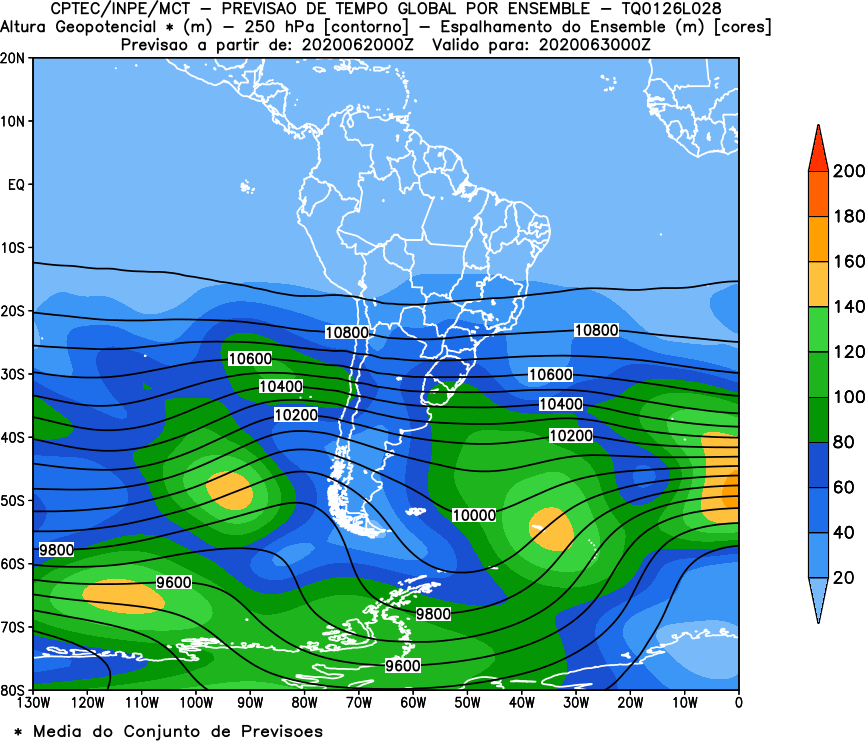 CPTEC/INPE/MCT − PREVISAO DE TEMPO GLOBAL POR ENSEMBLE − TQ0126L028
Altura Geopotencial * (m) − 250 hPa [contorno] − Espalhamento do Ensemble (m) [cores]
Previsao a partir de: 2020062000Z Valido para: 2020063000Z
20N
10N
EQ
10S
20S
30S
40S
50S
60S
70S
80S
10800
10800
10600
10600
10400
10400
10200
10200
10000
9800
9600
9800
9600
200
180
160
140
120
100
80
60
40
20
130W 120W 110W 100W 90W 80W 70W 60W 50W 40W 30W 20W 10W 0
* Media do Conjunto de Previsoes